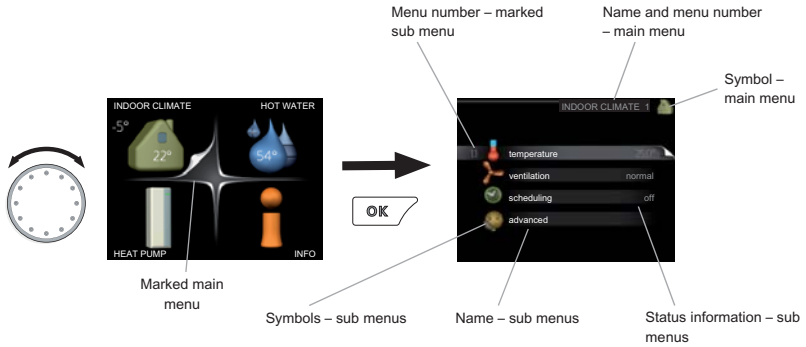 Menu number – marked
sub menu
Name and menu number
– main menu
Symbol –
main menu
INDOOR CLIMATE
HOT WATER
-5°
22°
54°
HEAT PUMP
INFO
OK
INDOOR CLIMATE 1
temperature
ventilation normal
scheduling off
advanced
Marked main
menu
Symbols – sub menus
Name – sub menus
Status information – sub
menus